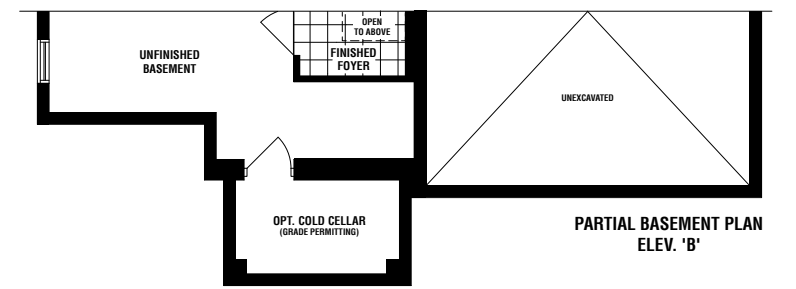 OPEN
TO ABOVE
UNFINISHED
BASEMENT
FINISHED
FOYER
UNEXCAVATED
OPT. COLD CELLAR
(GRADE PERMITTING)
PARTIAL BASEMENT PLAN
ELEV. 'B'